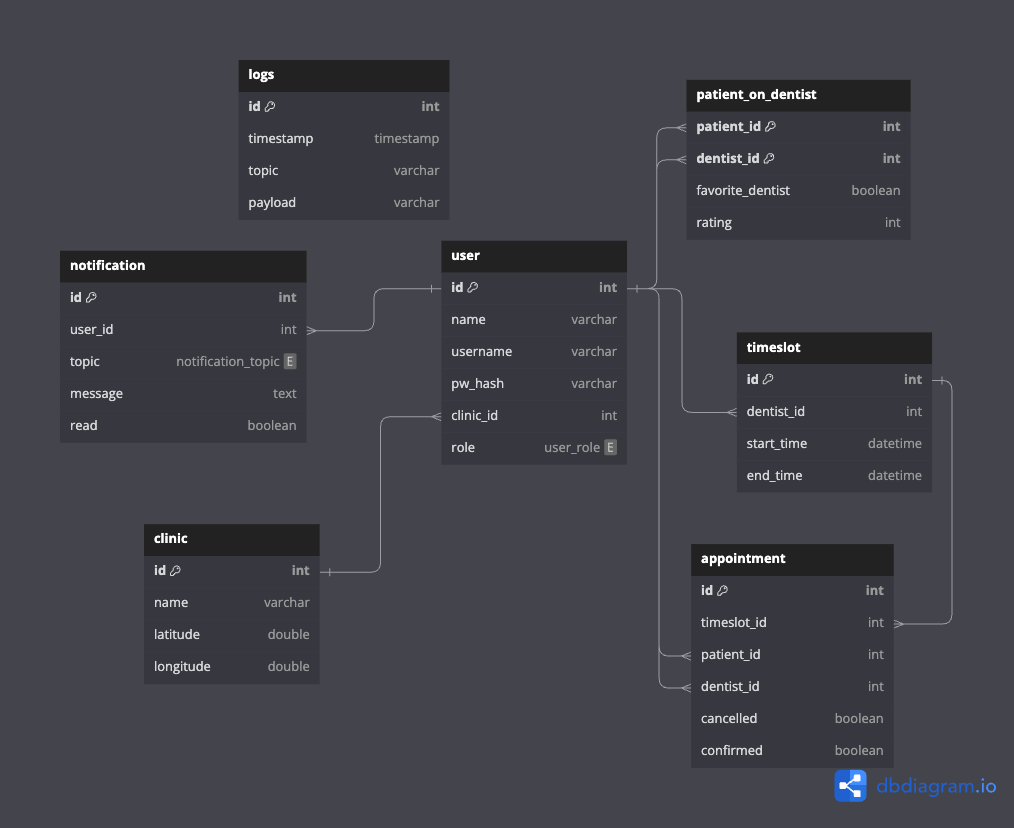 logs
id int
timestamp timestamp
topic varchar
payload varchar
patient_on_dentist
patient_id int
dentist_id int
favorite_dentist boolean
rating int
notification
id int
user_id int
topic notification_topic E
message text
read boolean
user
id int
name varchar
username varchar
pw_hash varchar
clinic_id int
role user_role E
timeslot
id int
dentist_id int
start_time datetime
end_time datetime
clinic
id int
name varchar
latitude double
longitude double
appointment
id int
timeslot_id int
patient_id int
dentist_id int
cancelled boolean
confirmed boolean
dbdiagram.io